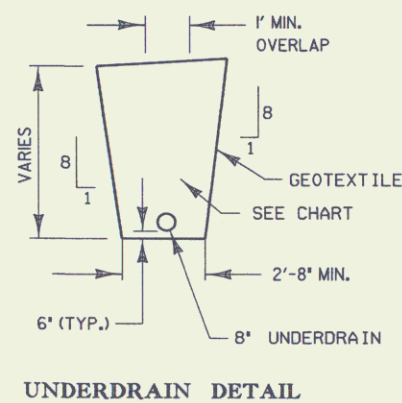 1' MIN.
OVERLAP
8
1
VARIES
8
1
GEOTEXTILE
SEE CHART
2'-8" MIN.
6" (TYP.)
8" UNDERDRAIN
UNDERDRAIN DETAIL